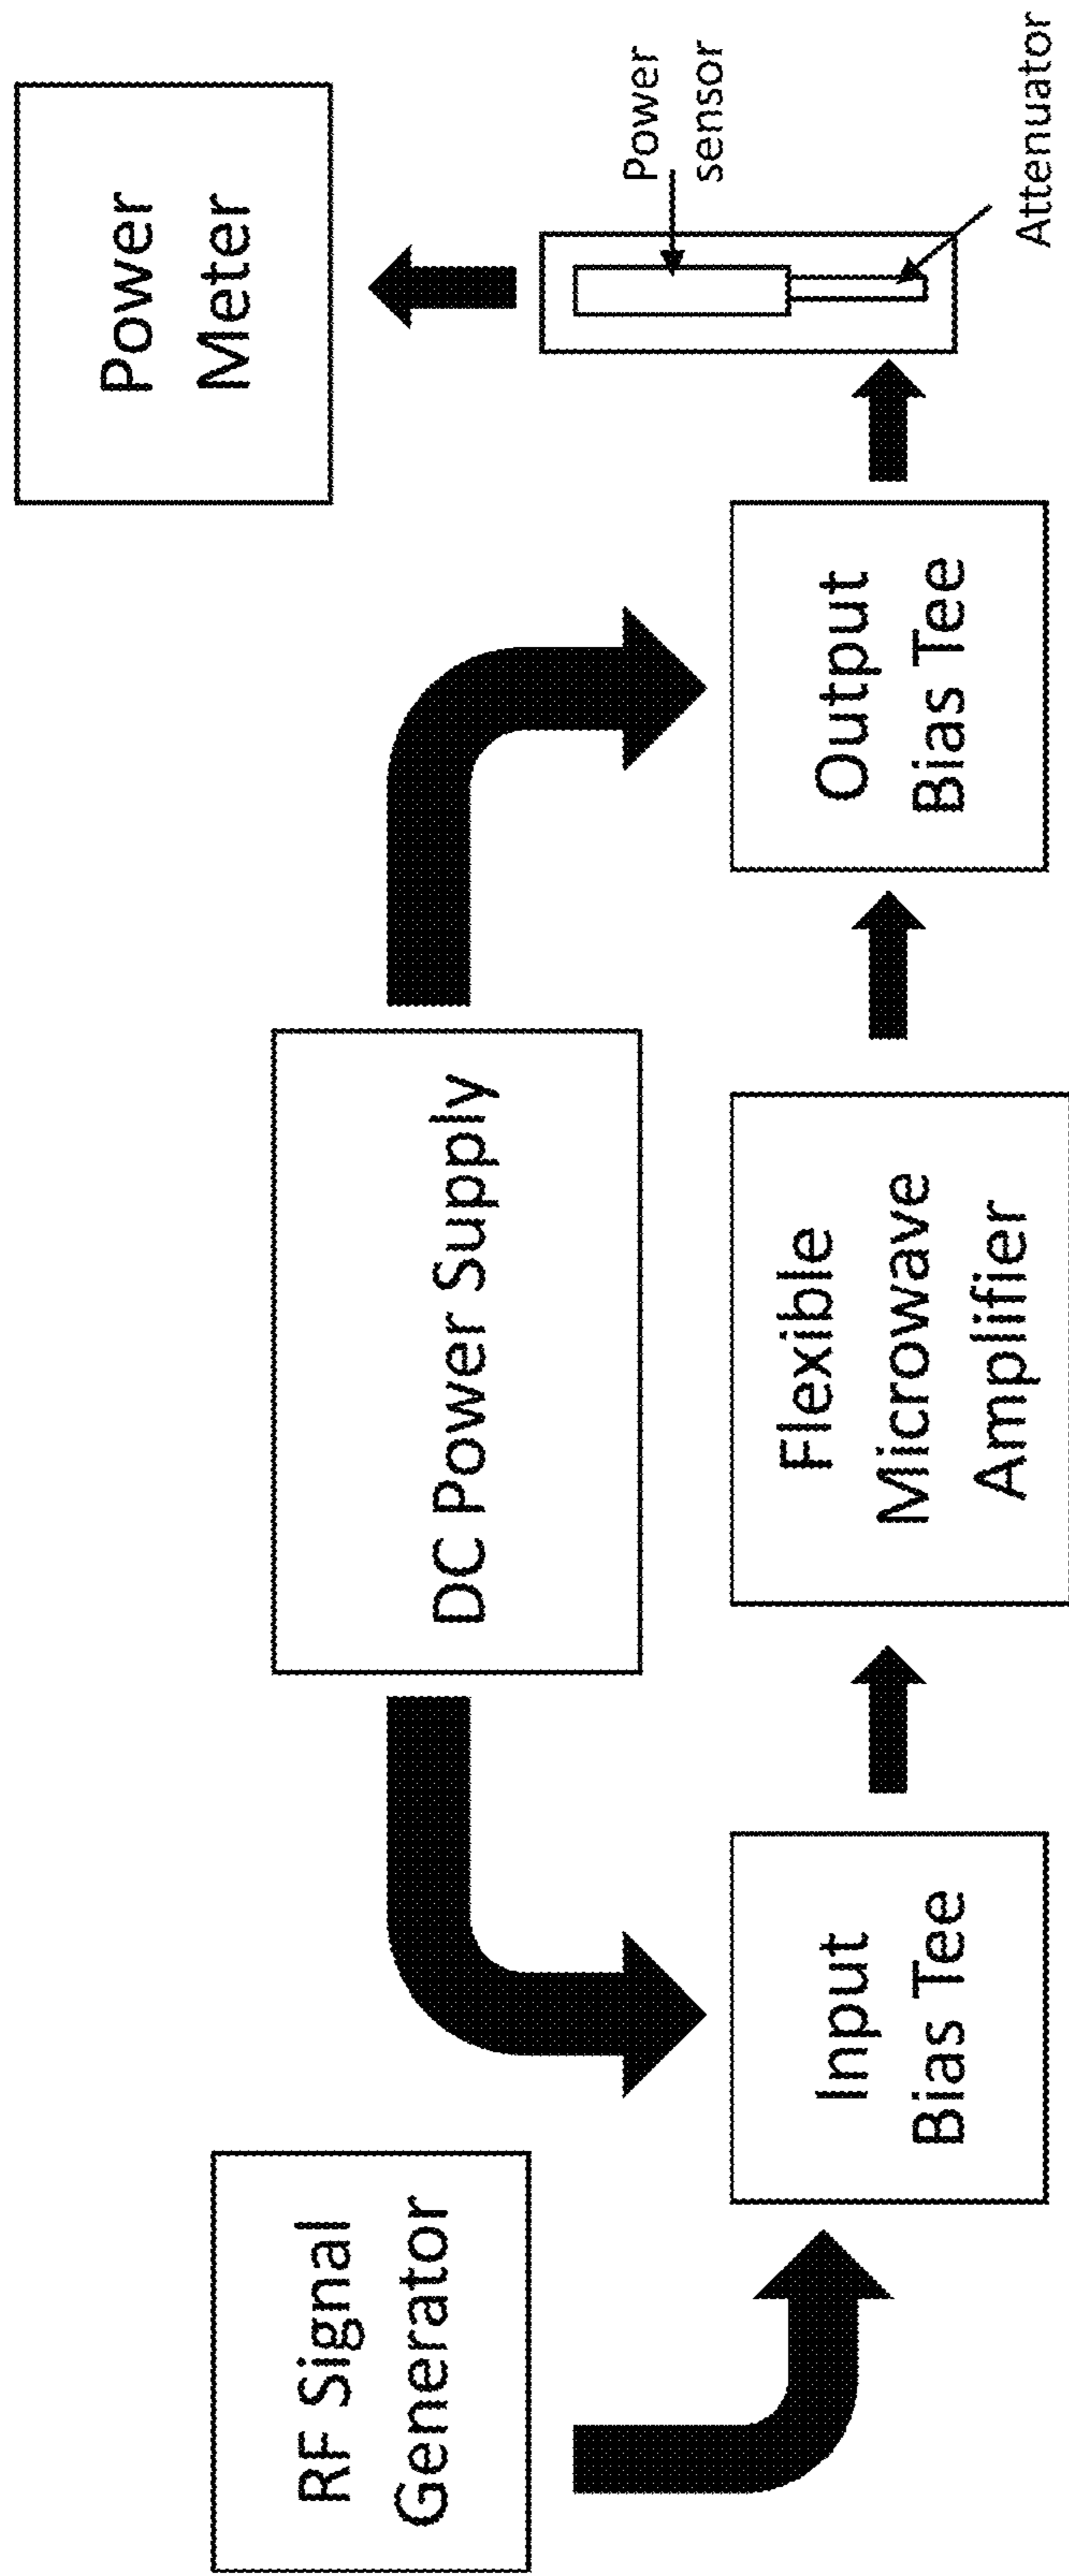 RF Signal
Generator
DC Power Supply
Power
Meter
Input
Bias Tee
Flexible
Microwave
Amplifier
Output
Bias Tee
Power
sensor
Attenuator